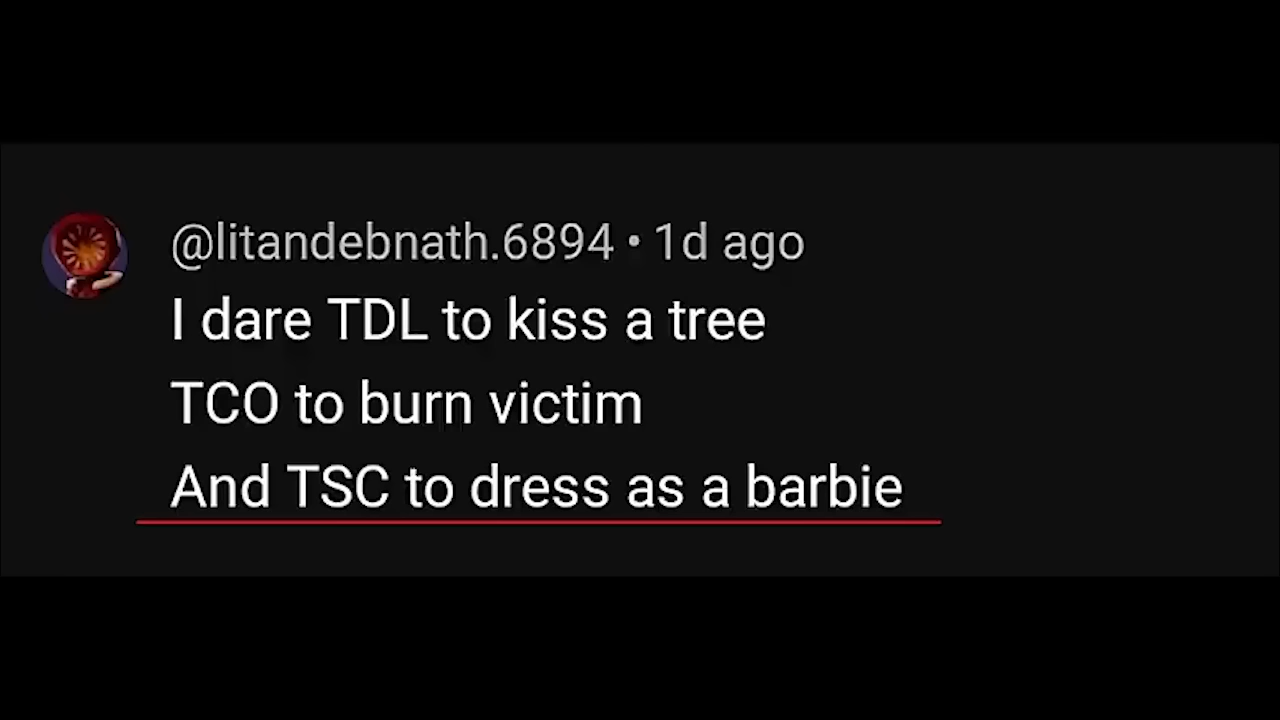 @litandebnath.6894 • 1d ago
I dare TDL to kiss a tree
TCO to burn victim
And TSC to dress as a barbie